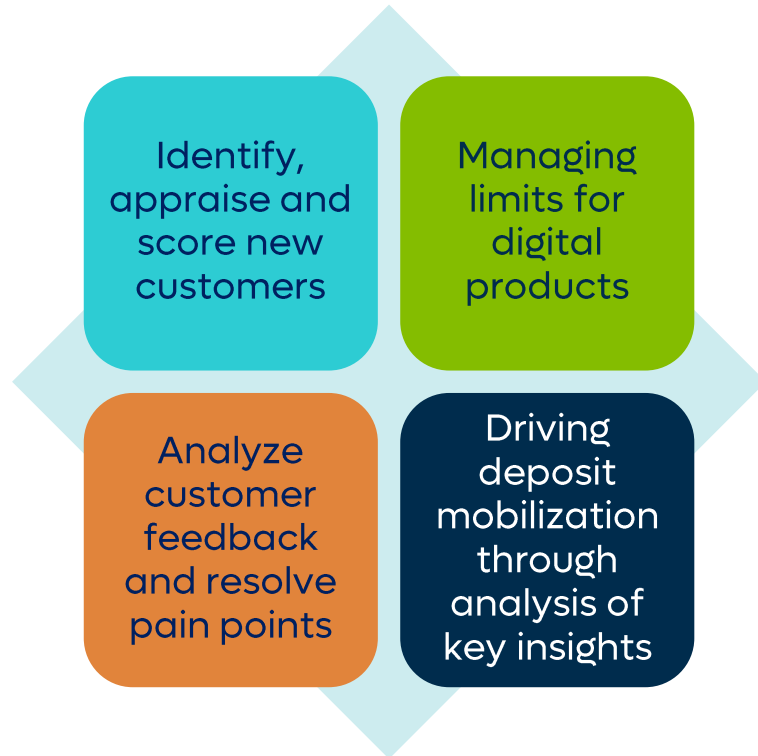 Identify,
appraise and
score new
customers
Managing
limits for
digital
products
Analyze
customer
feedback
and resolve
pain points
Driving
deposit
mobilization
through
analysis of
key insights